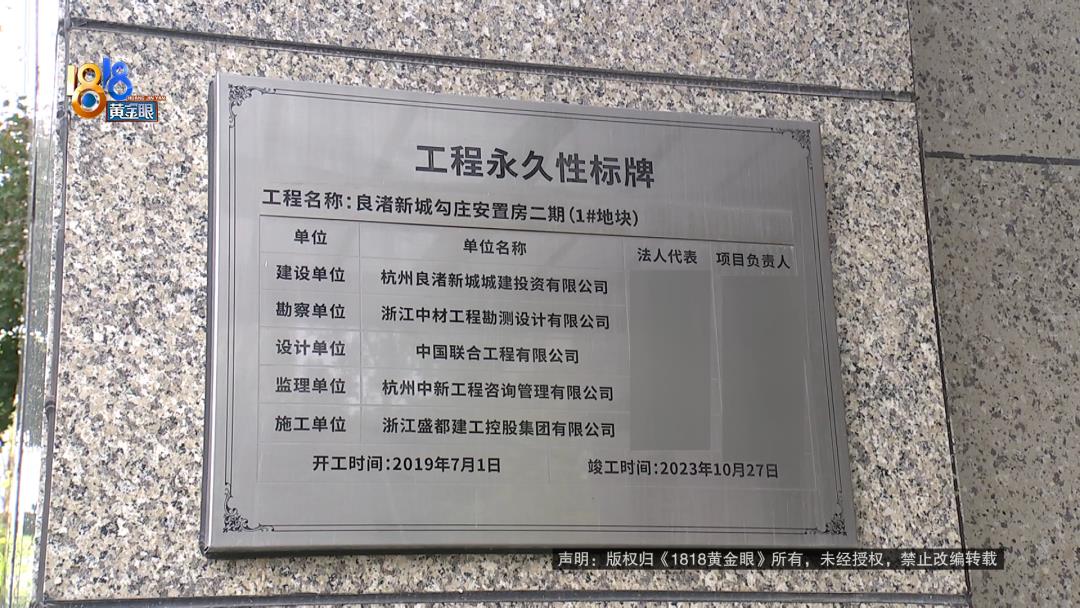 1818
HUANG JIN YAN
黄金眼
工程永久性标牌
工程名称:良渚新城勾庄安置房二期(1#地块)
单位 单位名称 法人代表 项目负责人
建设单位 杭州良渚新城城建投资有限公司
勘察单位 浙江中材工程勘测设计有限公司
设计单位 中国联合工程有限公司
监理单位 杭州中新工程咨询管理有限公司
施工单位 浙江盛都建工控股集团有限公司
开工时间:2019年7月1日 竣工时间:2023年10月27日
声明：版权归《1818黄金眼》所有，未经授权，禁止改编转载